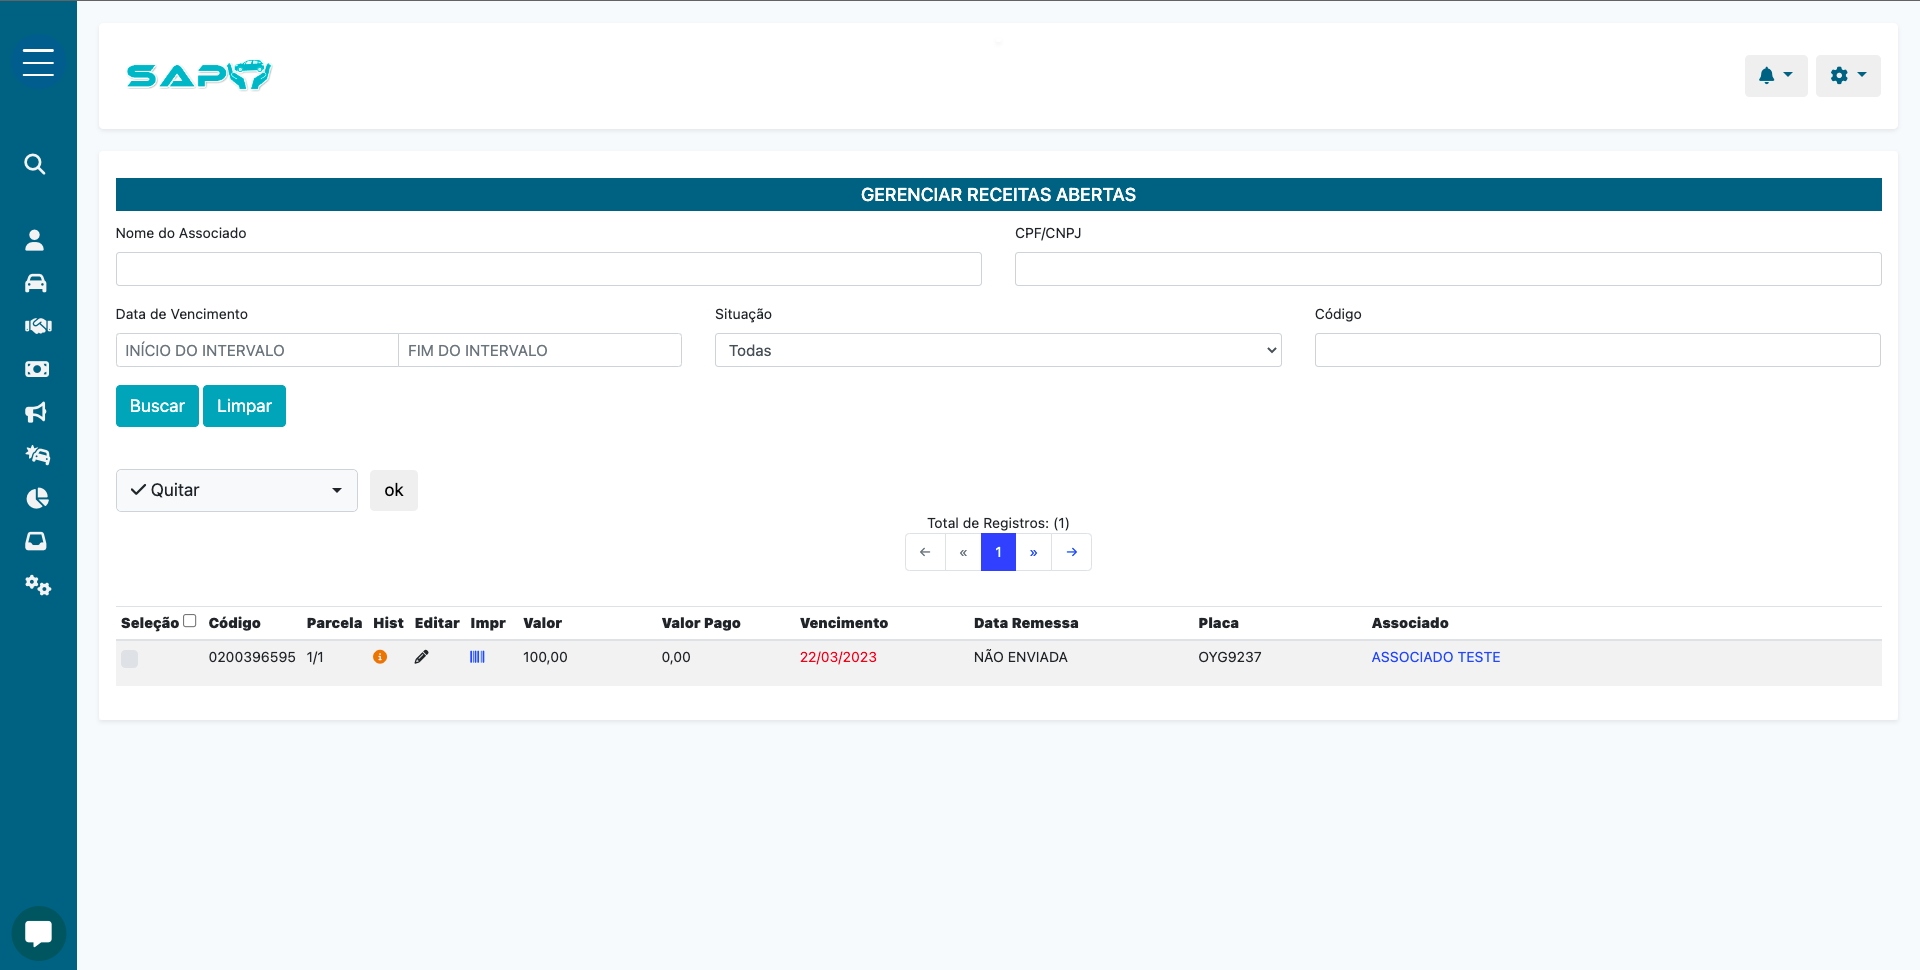 SAP
GERENCIAR RECEITAS ABERTAS
Nome do Associado
CPF/CNPJ
Data de Vencimento
Situação
Código
INÍCIO DO INTERVALO
FIM DO INTERVALO
Todas
Buscar
Limpar
Quitar
ok
Total de Registros: (1)
← « 1 » →
Seleção Código Parcela Hist Editar Impr Valor Valor Pago Vencimento Data Remessa Placa Associado
0200396595 1/1 100,00 0,00 22/03/2023 NÃO ENVIADA OYG9237 ASSOCIADO TESTE